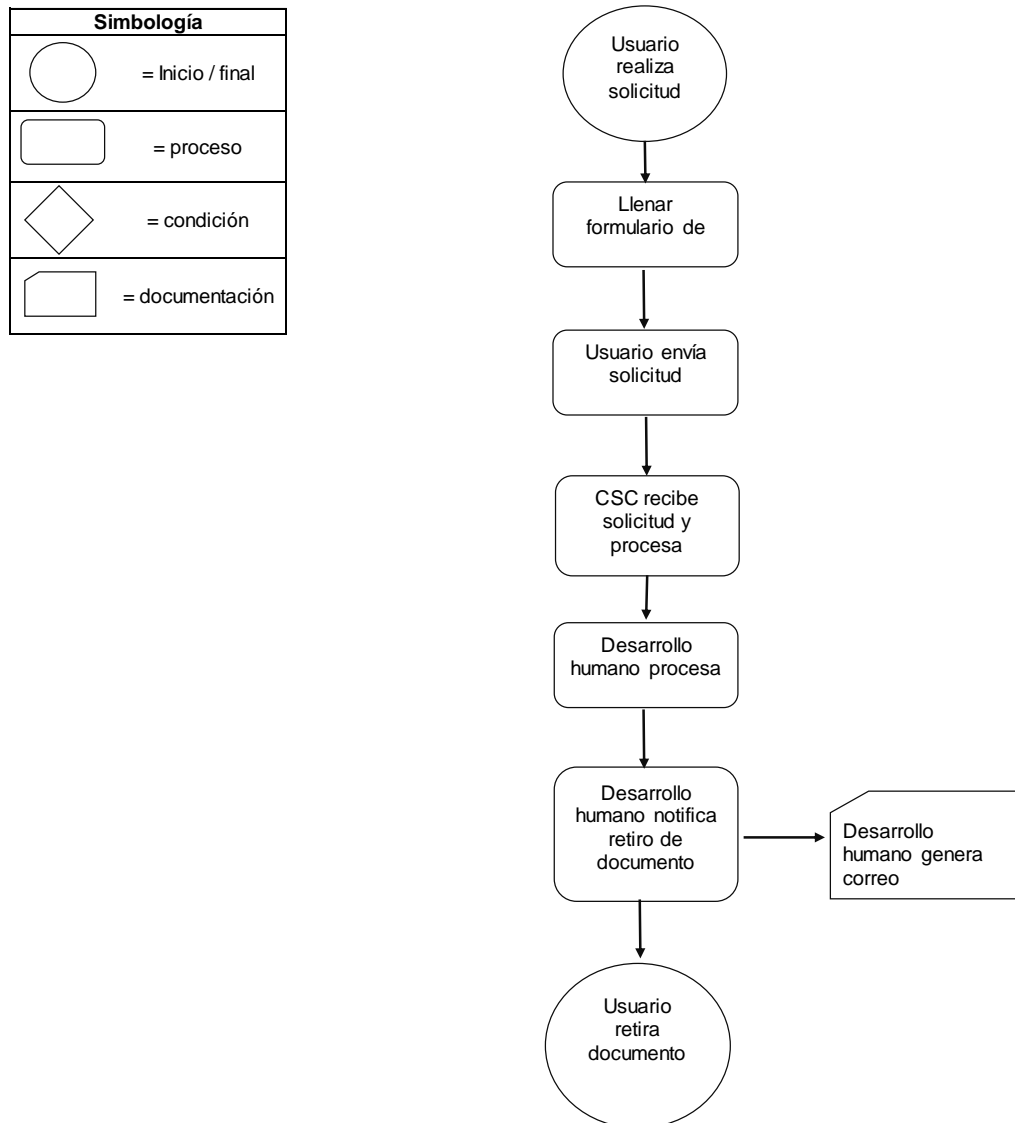 Simbología
= Inicio / final
= proceso
= condición
= documentación
Usuario
realiza
solicitud
Llenar
formulario de
Usuario envía
solicitud
CSC recibe
solicitud y
procesa
Desarrollo
humano procesa
Desarrollo
humano notifica
retiro de
documento
Desarrollo
humano genera
correo
Usuario
retira
documento